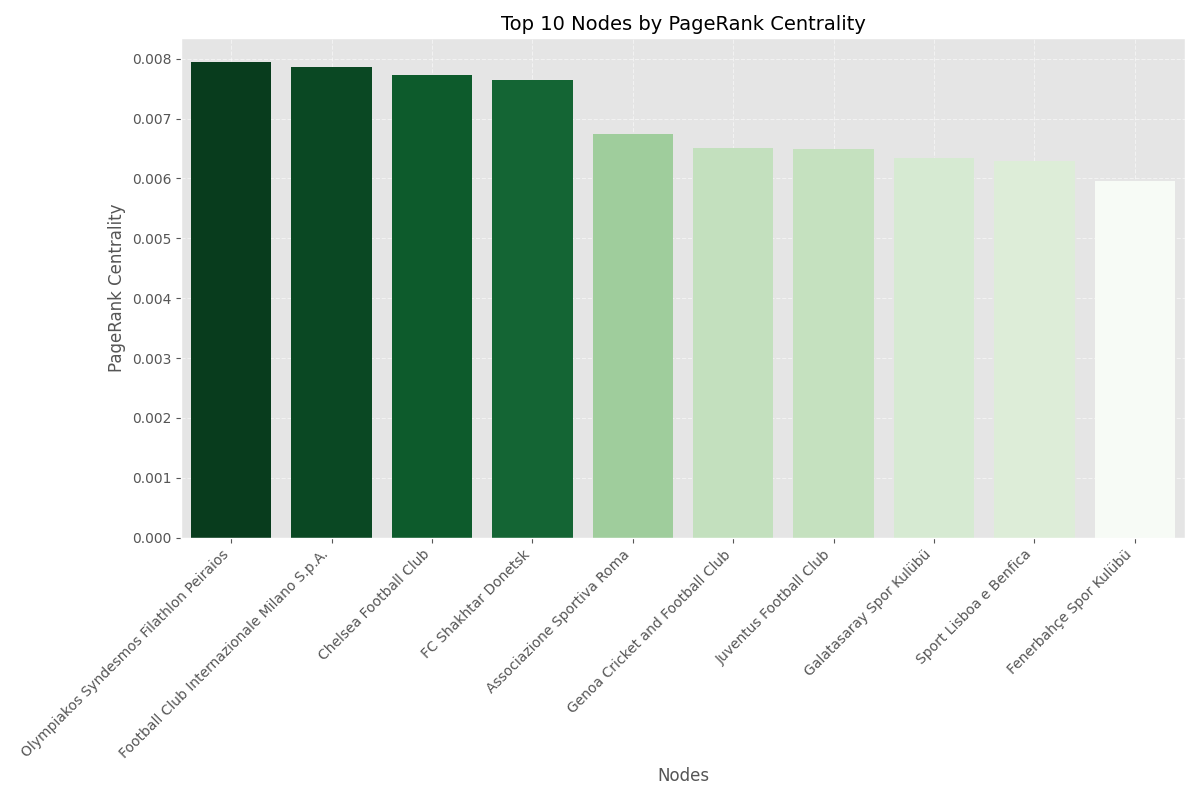 Top 10 Nodes by PageRank Centrality
PageRank Centrality
0.008
0.007
0.006
0.005
0.004
0.003
0.002
0.001
0.000
Olympiakos Syndesmos Filathlon Peiraios
Football Club Internazionale Milano S.p.A.
Chelsea Football Club
FC Shakhtar Donetsk
Associazione Sportiva Roma
Genoa Cricket and Football Club
Juventus Football Club
Galatasaray Spor Kulübü
Sport Lisboa e Benfica
Fenerbahçe Spor Kulübü
Nodes